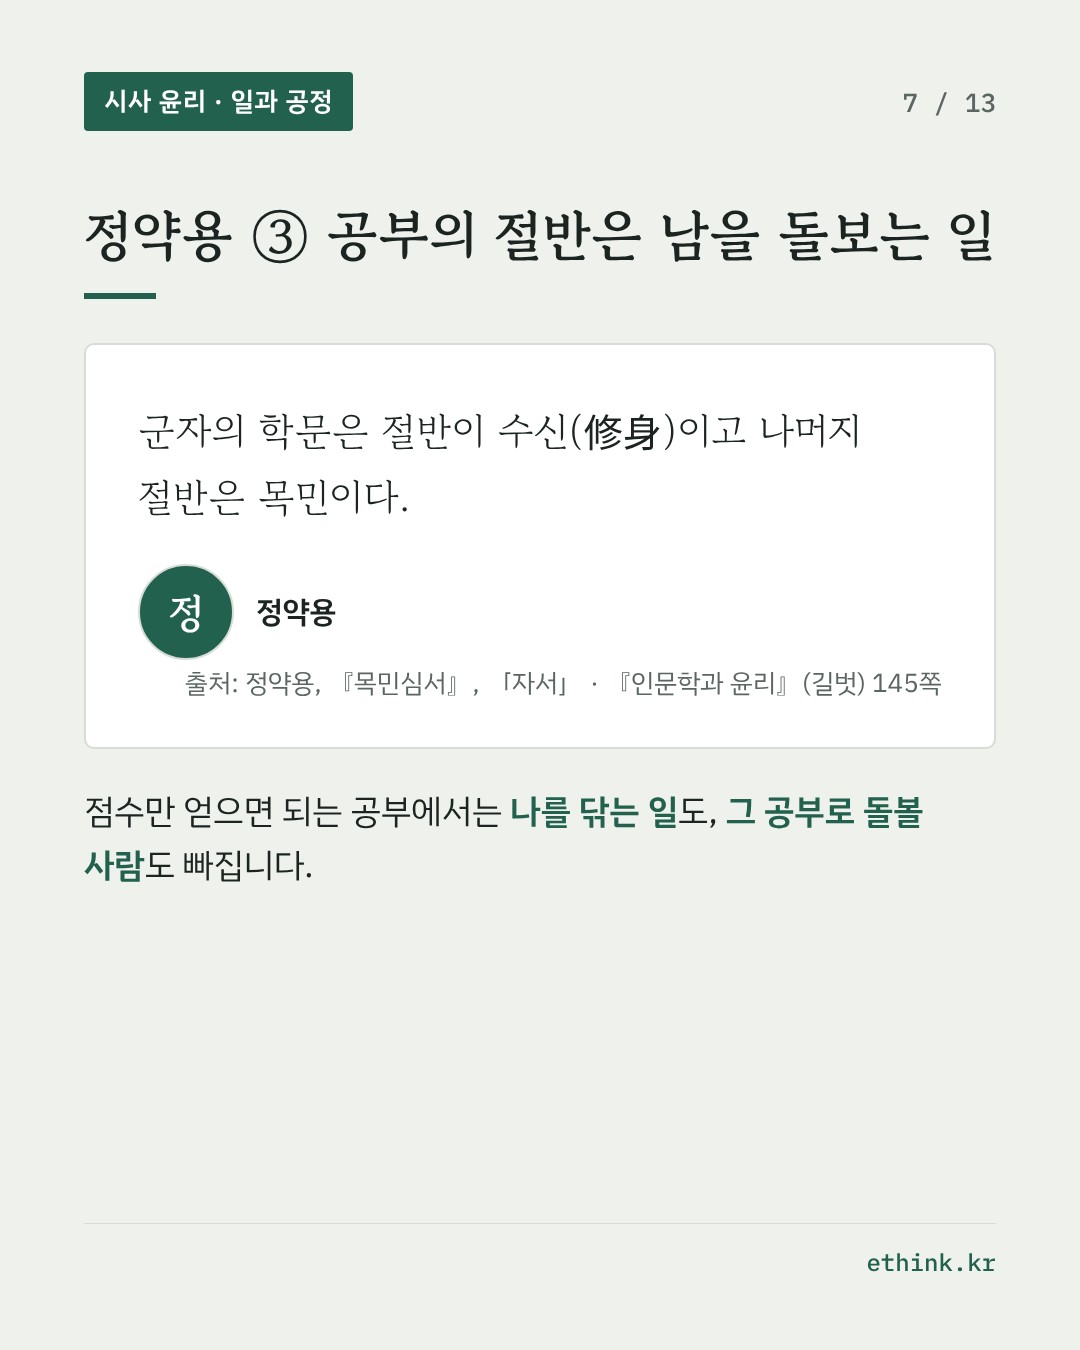 시사 윤리 · 일과 공정
7 / 13
정약용 ③ 공부의 절반은 남을 돌보는 일
군자의 학문은 절반이 수신(修身)이고 나머지
절반은 목민이다.
정
정약용
출처: 정약용, 『목민심서』, 「자서」 · 『인문학과 윤리』(길벗) 145쪽
점수만 얻으면 되는 공부에서는 나를 닦는 일도, 그 공부로 돌볼
사람도 빠집니다.
ethink.kr